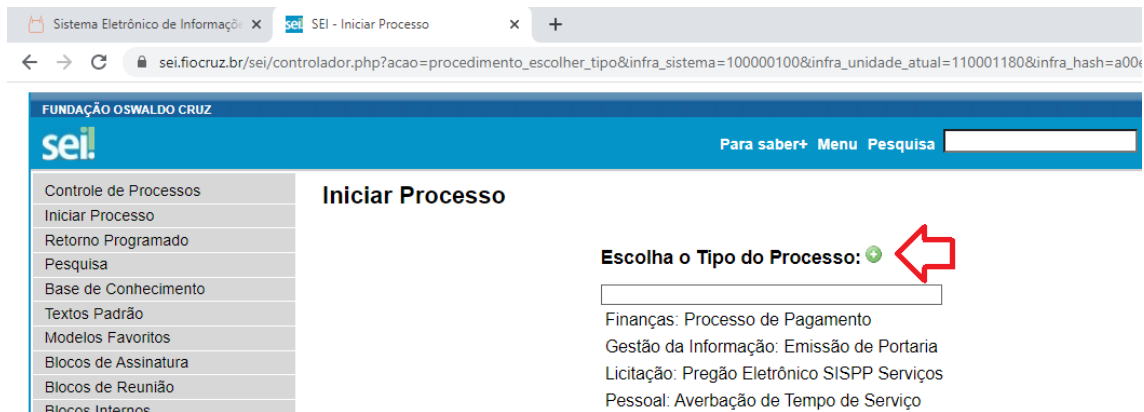 Sistema Eletrônico de Informaçõe
SEI - Iniciar Processo
sei.fiocruz.br/sei/controlador.php?acao=procedimento_escolher_tipo&infra_sistema=100000100&infra_unidade_atual=110001180&infra_hash=a00e
FUNDAÇÃO OSWALDO CRUZ
sei!
Para saber+ Menu Pesquisa
Controle de Processos
Iniciar Processo
Retorno Programado
Pesquisa
Base de Conhecimento
Textos Padrão
Modelos Favoritos
Blocos de Assinatura
Blocos de Reunião
Blocos Internos
Iniciar Processo
Escolha o Tipo do Processo:
Finanças: Processo de Pagamento
Gestão da Informação: Emissão de Portaria
Licitação: Pregão Eletrônico SISPP Serviços
Pessoal: Averbação de Tempo de Serviço